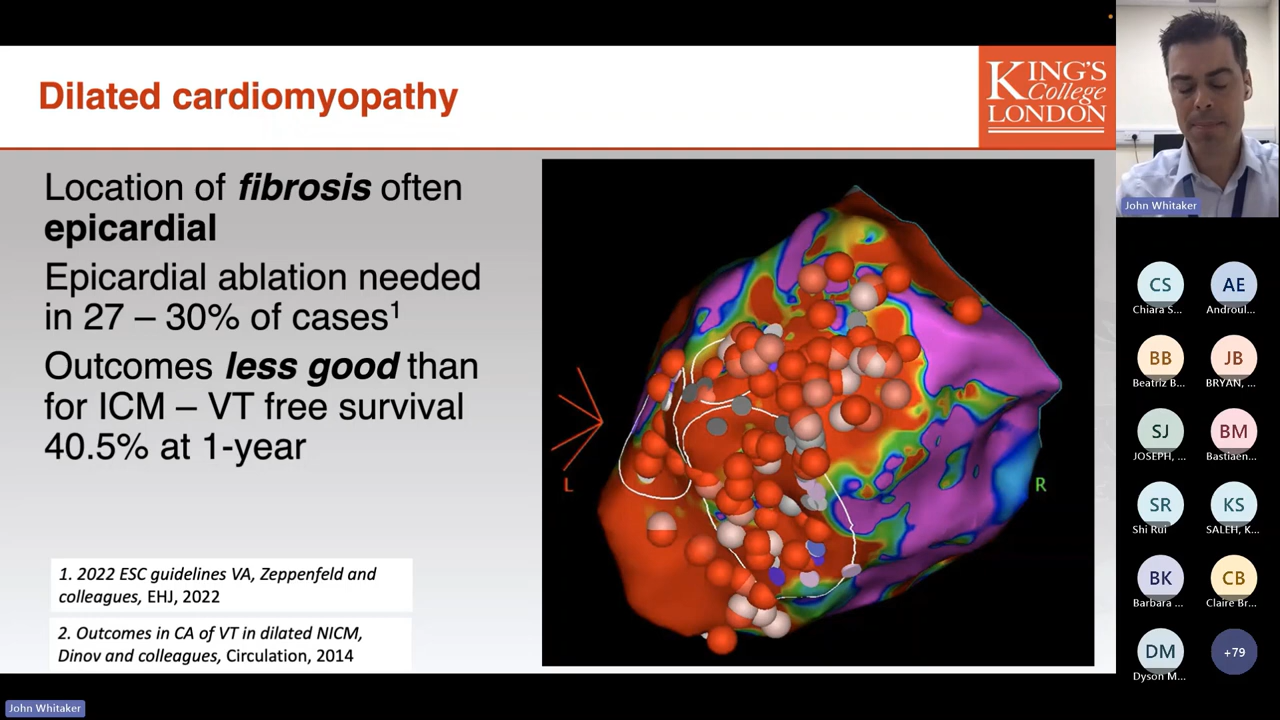 Dilated cardiomyopathy
KING'S
College
LONDON
Location of fibrosis often
epicardial
Epicardial ablation needed
in 27 – 30% of cases¹
Outcomes less good than
for ICM – VT free survival
40.5% at 1-year
1. 2022 ESC guidelines VA, Zeppenfeld and
colleagues, EHJ, 2022
2. Outcomes in CA of VT in dilated NICM,
Dinov and colleagues, Circulation, 2014
L
R
John Whitaker
CS
AE
Chiara S...
Androul...
BB
JB
Beatriz B...
BRYAN, ...
SJ
BM
JOSEPH, ...
Bastiaen...
SR
KS
Shi Rui
SALEH, K...
BK
CB
Barbara ...
Claire Br...
DM
+79
Dyson M...
John Whitaker